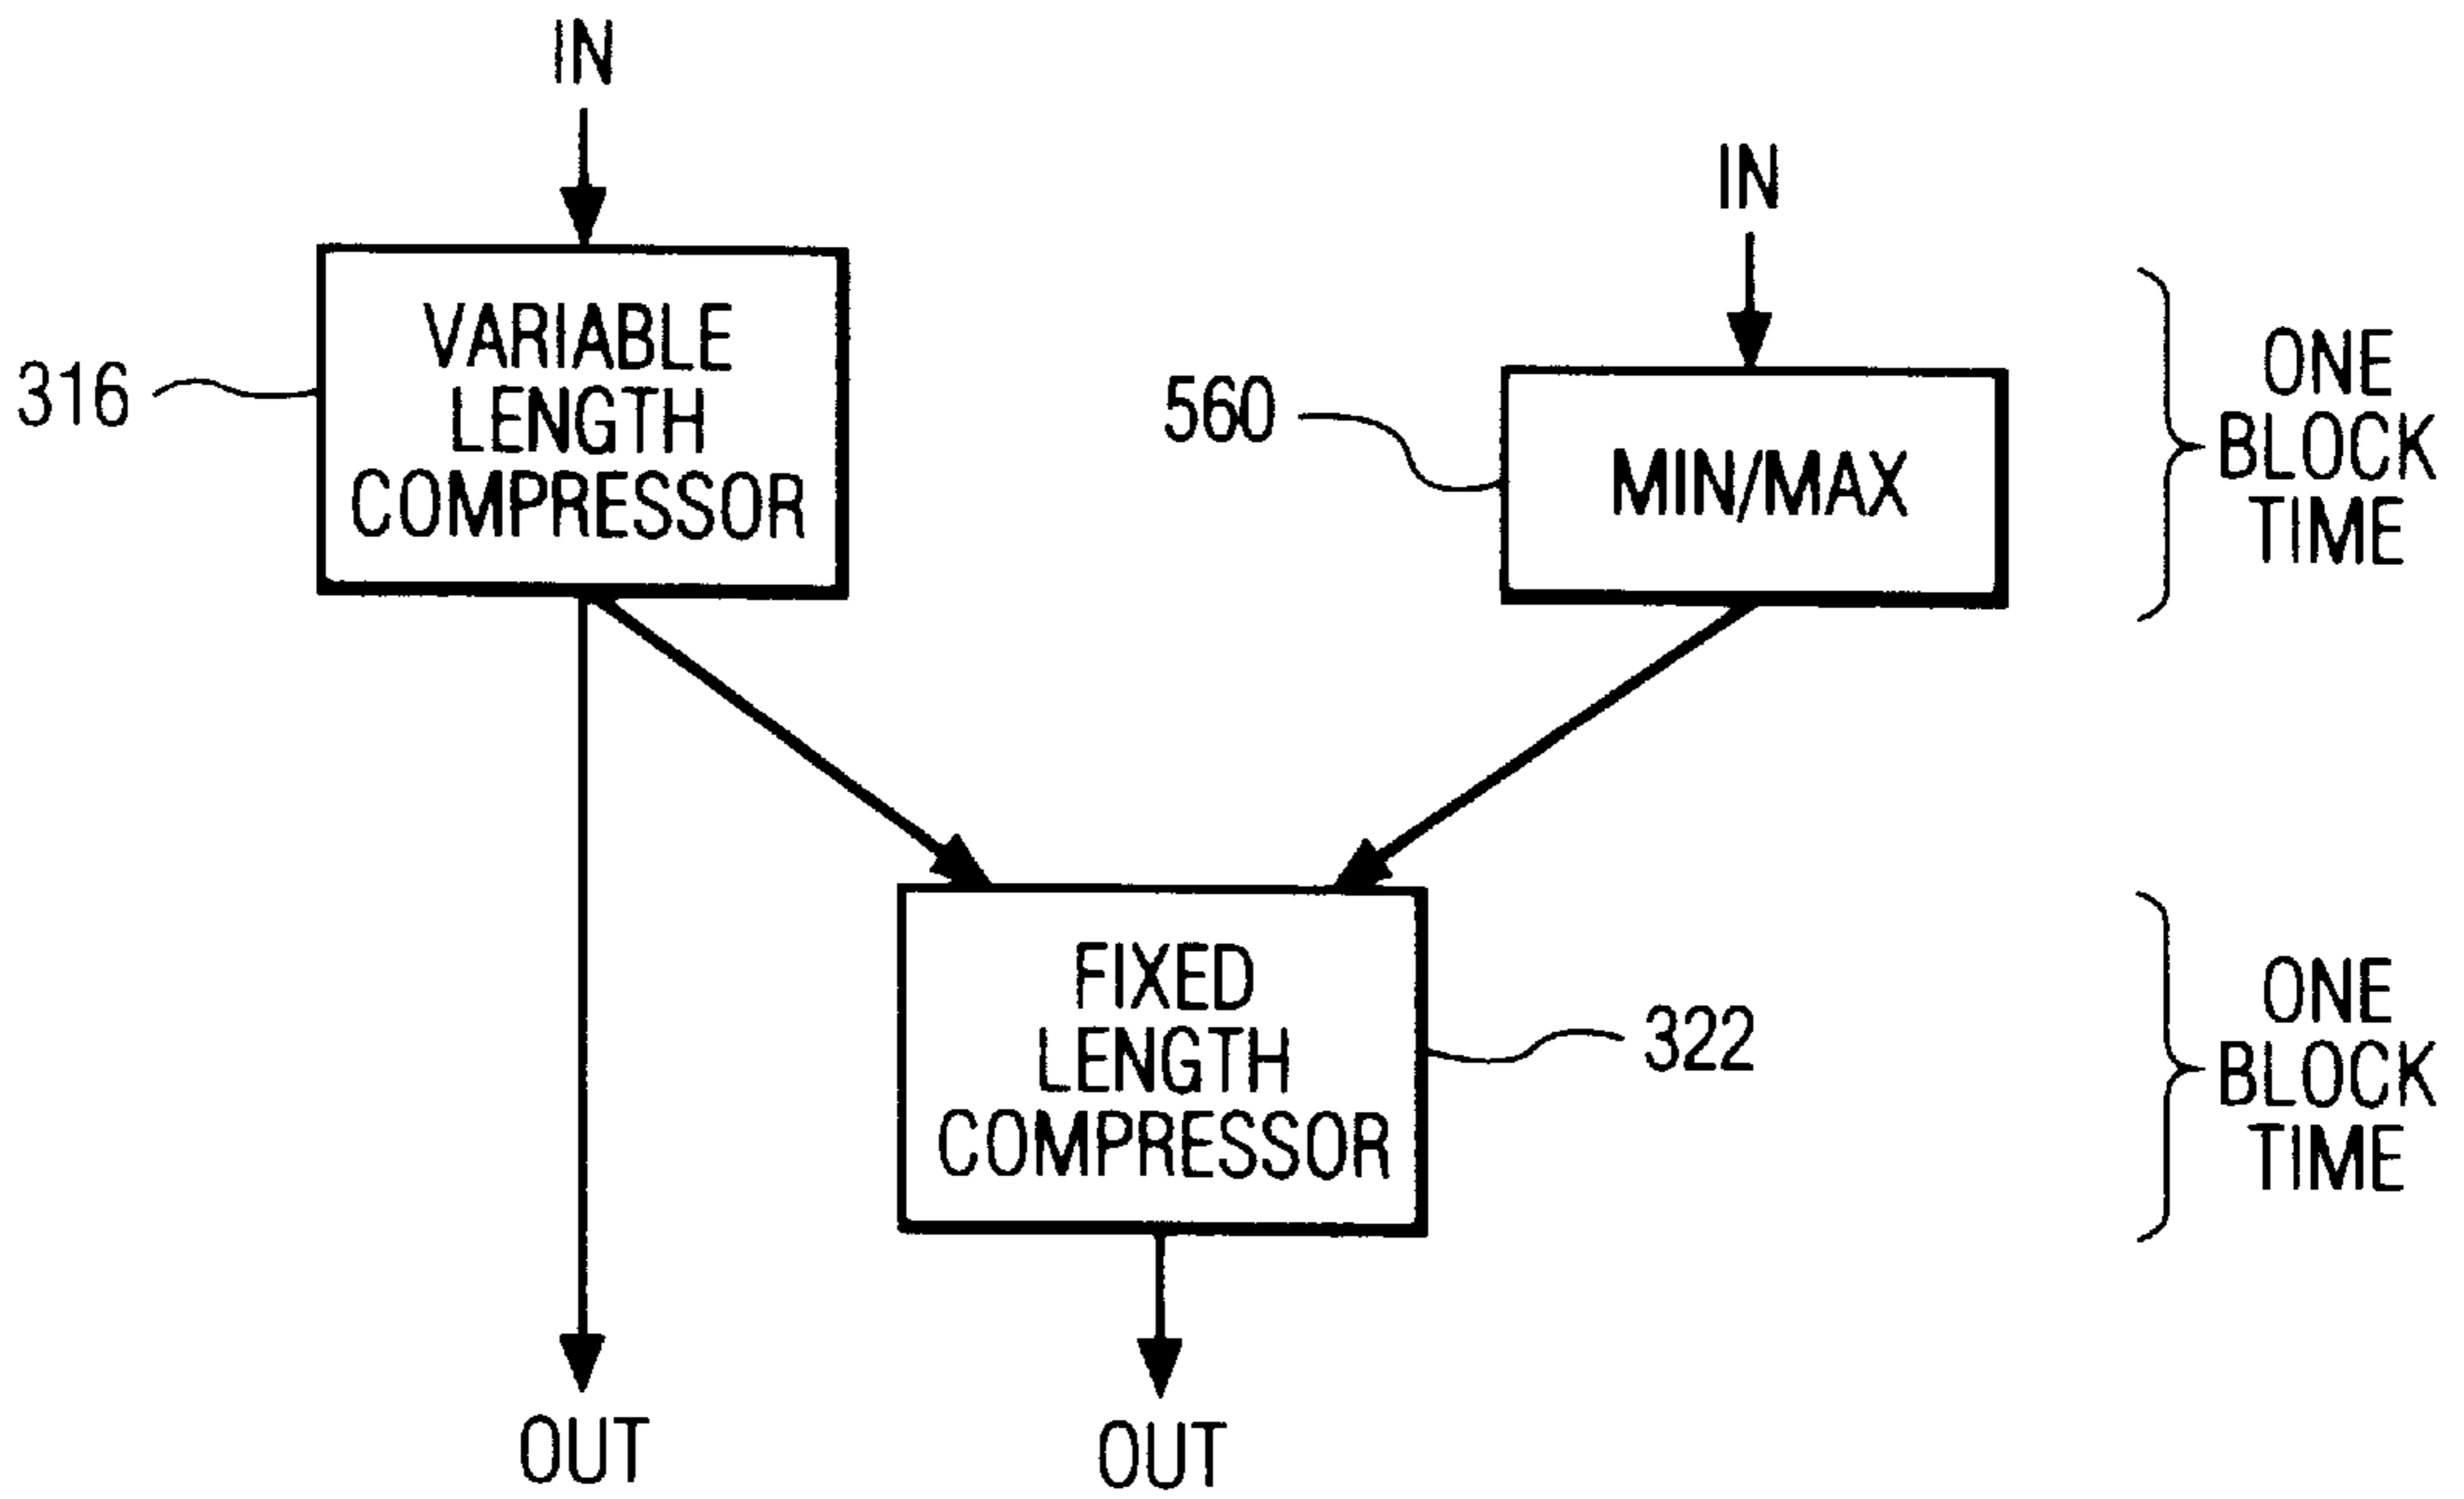 IN
IN
316
VARIABLE
LENGTH
COMPRESSOR
560
MIN/MAX
ONE
BLOCK
TIME
FIXED
LENGTH
COMPRESSOR
322
ONE
BLOCK
TIME
OUT
OUT